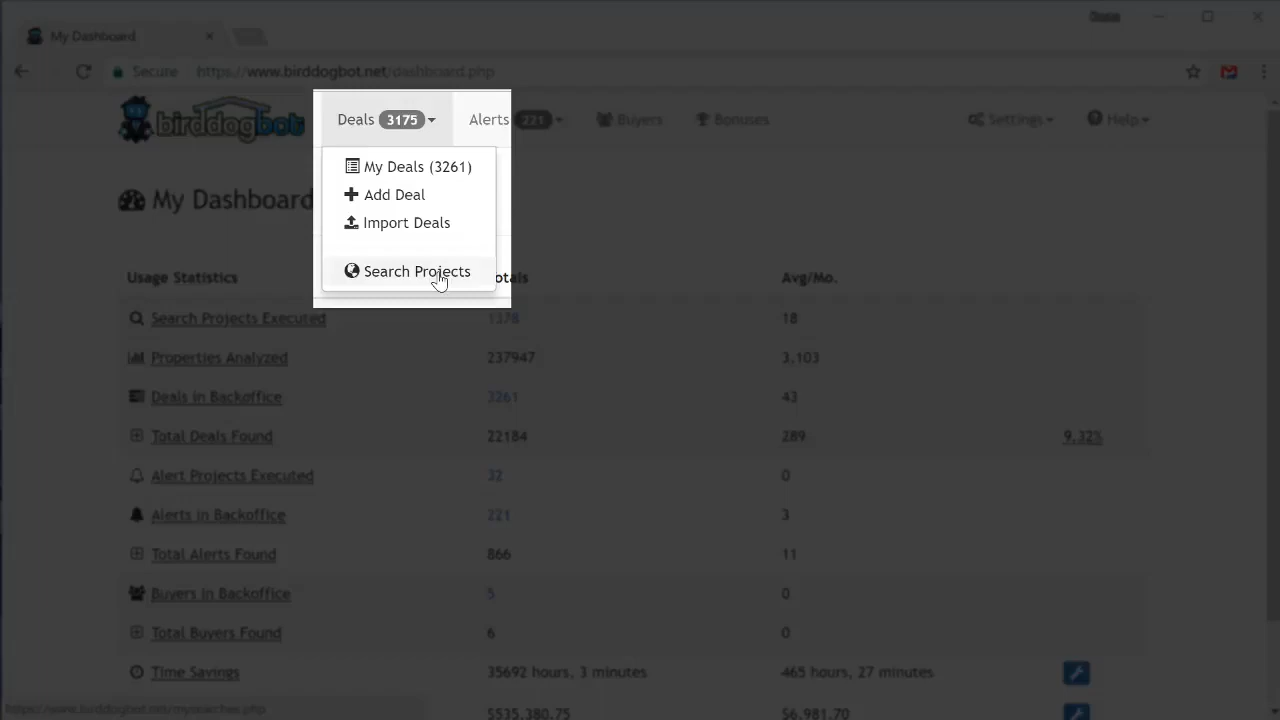 My Dashboard
Secure https://www.birddogbot.net/dashboard.php
birddogbot
Deals 3175
Alerts 221
Buyers
Bonuses
Settings
Help
My Deals (3261)
Add Deal
Import Deals
Search Projects
My Dashboard
Usage Statistics otals Avg/Mo.
Search Projects Executed 1378 18
Properties Analyzed 237947 3,103
Deals in Backoffice 3261 43
Total Deals Found 22184 289 9.32%
Alert Projects Executed 32 0
Alerts in Backoffice 221 3
Total Alerts Found 866 11
Buyers in Backoffice 5 0
Total Buyers Found 6 0
Time Savings 35692 hours, 3 minutes 465 hours, 27 minutes
$535,380.75 $6,981.70
https://www.birddogbot.net/mysearches.php